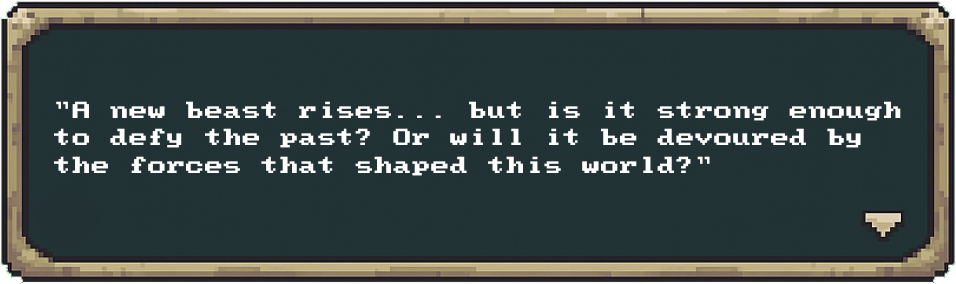 "A new beast rises... but is it strong enough
to defy the past? Or will it be devoured by
the forces that shaped this world?"